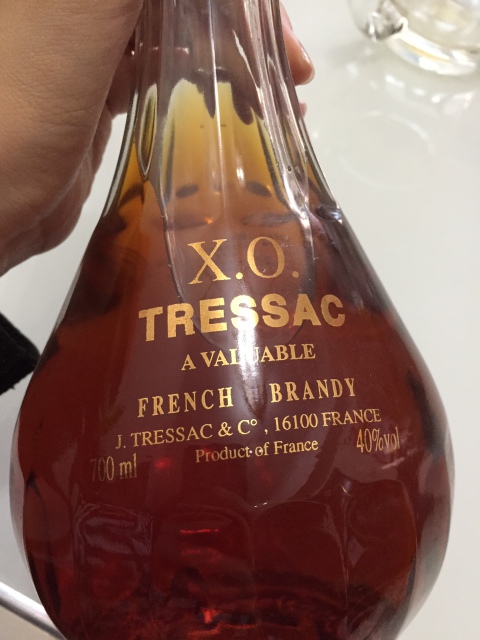 X.O.
TRESSAC
A VALUABLE
FRENCH BRANDY
J. TRESSAC & C° , 16100 FRANCE
700 ml Product of France 40%vol